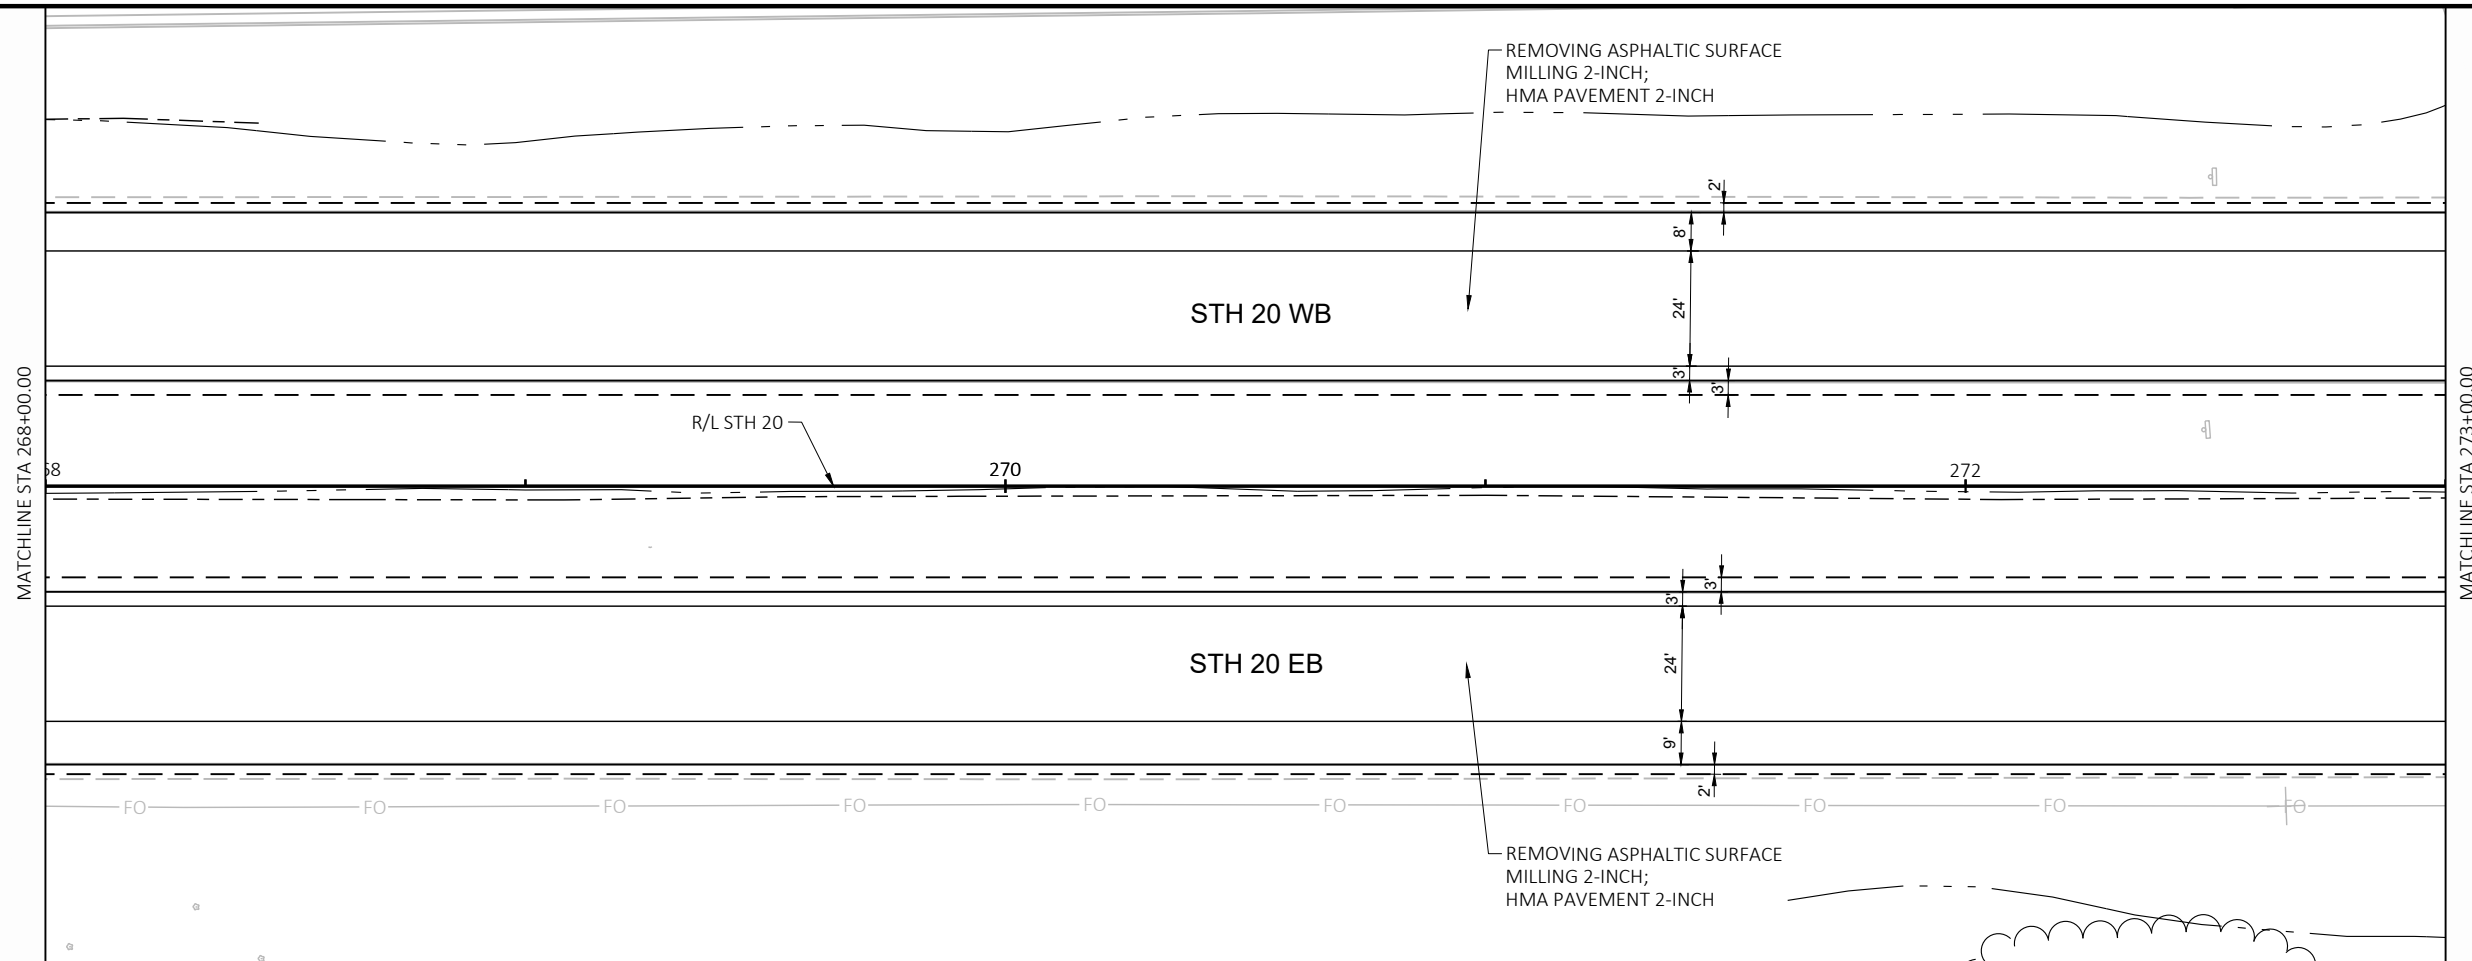 REMOVING ASPHALTIC SURFACE
MILLING 2-INCH;
HMA PAVEMENT 2-INCH
2'
8'
24'
STH 20 WB
3'
3'
MATCHLINE STA 268+00.00
MATCHLINE STA 273+00.00
R/L STH 20
270
272
3'
3'
STH 20 EB
24'
9'
2'
FO FO FO FO FO FO FO FO FO FO
REMOVING ASPHALTIC SURFACE
MILLING 2-INCH;
HMA PAVEMENT 2-INCH